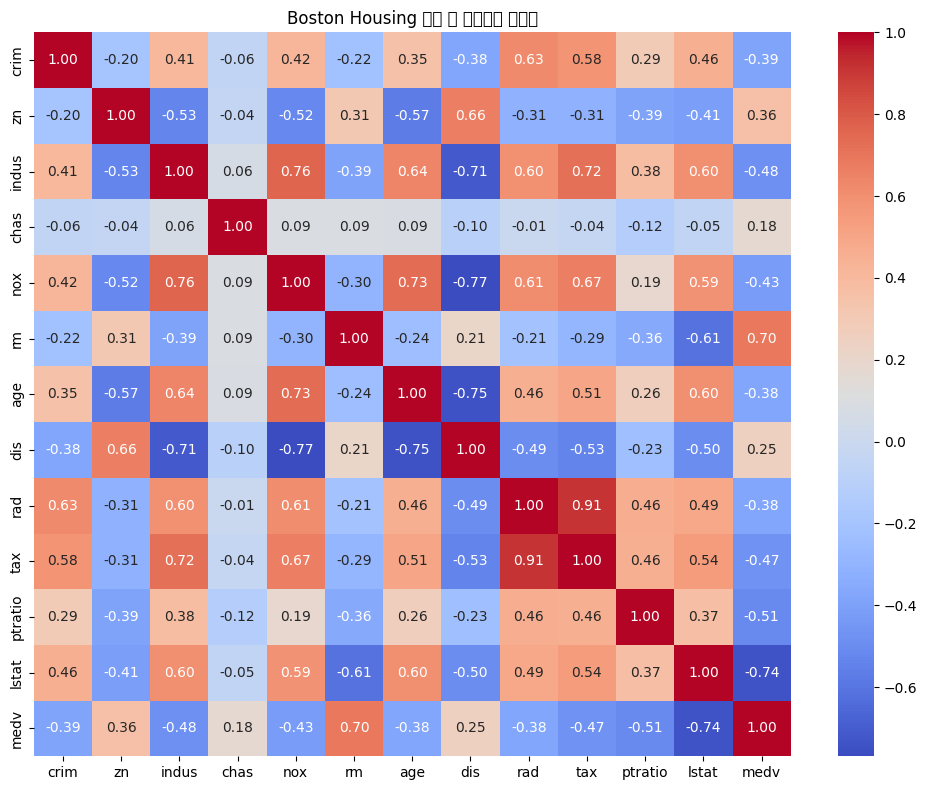 Boston Housing
crim 1.00 -0.20 0.41 -0.06 0.42 -0.22 0.35 -0.38 0.63 0.58 0.29 0.46 -0.39
zn -0.20 1.00 -0.53 -0.04 -0.52 0.31 -0.57 0.66 -0.31 -0.31 -0.39 -0.41 0.36
indus 0.41 -0.53 1.00 0.06 0.76 -0.39 0.64 -0.71 0.60 0.72 0.38 0.60 -0.48
chas -0.06 -0.04 0.06 1.00 0.09 0.09 0.09 -0.10 -0.01 -0.04 -0.12 -0.05 0.18
nox 0.42 -0.52 0.76 0.09 1.00 -0.30 0.73 -0.77 0.61 0.67 0.19 0.59 -0.43
rm -0.22 0.31 -0.39 0.09 -0.30 1.00 -0.24 0.21 -0.21 -0.29 -0.36 -0.61 0.70
age 0.35 -0.57 0.64 0.09 0.73 -0.24 1.00 -0.75 0.46 0.51 0.26 0.60 -0.38
dis -0.38 0.66 -0.71 -0.10 -0.77 0.21 -0.75 1.00 -0.49 -0.53 -0.23 -0.50 0.25
rad 0.63 -0.31 0.60 -0.01 0.61 -0.21 0.46 -0.49 1.00 0.91 0.46 0.49 -0.38
tax 0.58 -0.31 0.72 -0.04 0.67 -0.29 0.51 -0.53 0.91 1.00 0.46 0.54 -0.47
ptratio 0.29 -0.39 0.38 -0.12 0.19 -0.36 0.26 -0.23 0.46 0.46 1.00 0.37 -0.51
lstat 0.46 -0.41 0.60 -0.05 0.59 -0.61 0.60 -0.50 0.49 0.54 0.37 1.00 -0.74
medv -0.39 0.36 -0.48 0.18 -0.43 0.70 -0.38 0.25 -0.38 -0.47 -0.51 -0.74 1.00
crim zn indus chas nox rm age dis rad tax ptratio lstat medv
1.0
0.8
0.6
0.4
0.2
0.0
−0.2
−0.4
−0.6